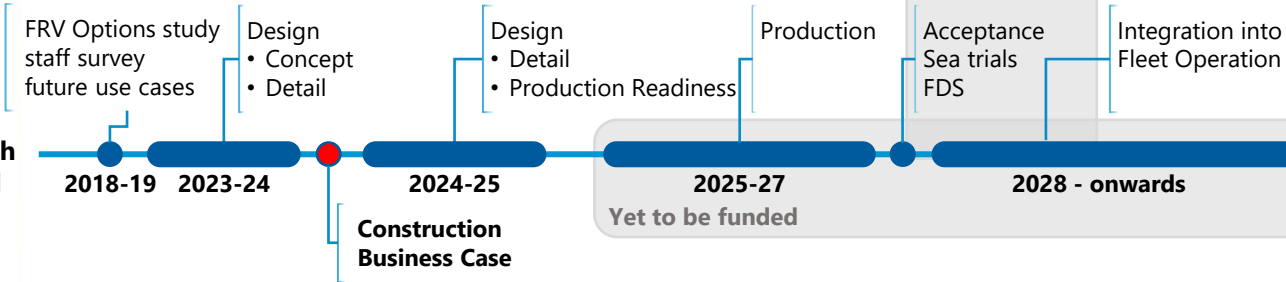 FRV Options study
staff survey
future use cases
Design
• Concept
• Detail
Design
• Detail
• Production Readiness
Production
Acceptance
Sea trials
FDS
Integration into
Fleet Operation
2018-19
2023-24
2024-25
2025-27
2028 - onwards
Yet to be funded
Construction
Business Case